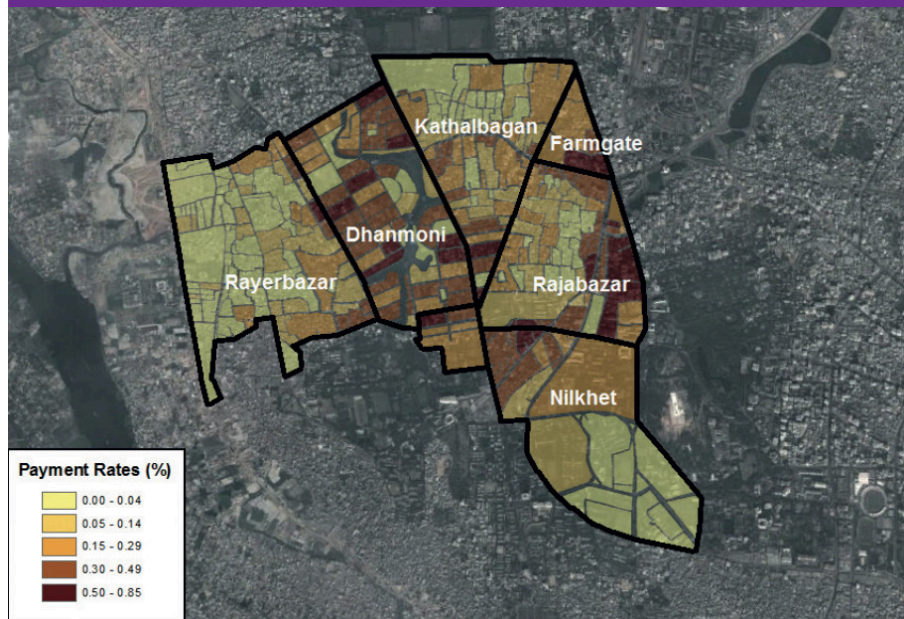 Kathalbagan
Farmgate
Dhanmoni
Rayerbazar
Rajabazar
Nilkhet
Payment Rates (%)
0.00 - 0.04
0.05 - 0.14
0.15 - 0.29
0.30 - 0.49
0.50 - 0.85